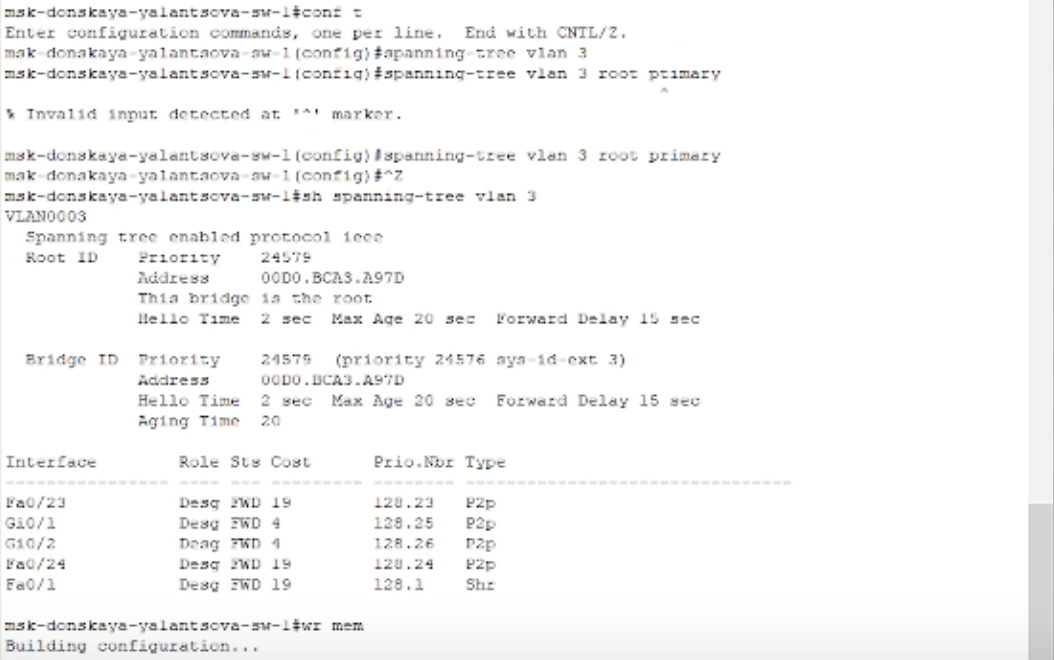 msk-donskaya-yalantsova-sw-1#conf t
Enter configuration commands, one per line.  End with CNTL/Z.
msk-donskaya-yalantsova-sw-1(config)#spanning-tree vlan 3
msk-donskaya-yalantsova-sw-1(config)#spanning-tree vlan 3 root ptimary
^
% Invalid input detected at '^' marker.
msk-donskaya-yalantsova-sw-1(config)#spanning-tree vlan 3 root primary
msk-donskaya-yalantsova-sw-1(config)#^Z
msk-donskaya-yalantsova-sw-1#sh spanning-tree vlan 3
VLAN0003
  Spanning tree enabled protocol ieee
  Root ID    Priority    24579
             Address     00D0.BCA3.A97D
             This bridge is the root
             Hello Time  2 sec  Max Age 20 sec  Forward Delay 15 sec
  Bridge ID  Priority    24579  (priority 24576 sys-id-ext 3)
             Address     00D0.BCA3.A97D
             Hello Time  2 sec  Max Age 20 sec  Forward Delay 15 sec
             Aging Time  20
Interface        Role Sts Cost      Prio.Nbr Type
---------------- ---- --- --------- -------- --------------------------------
Fa0/23           Desg FWD 19        128.23   P2p
Gi0/1            Desg FWD 4         128.25   P2p
Gi0/2            Desg FWD 4         128.26   P2p
Fa0/24           Desg FWD 19        128.24   P2p
Fa0/1            Desg FWD 19        128.1    Shr
msk-donskaya-yalantsova-sw-1#wr mem
Building configuration...